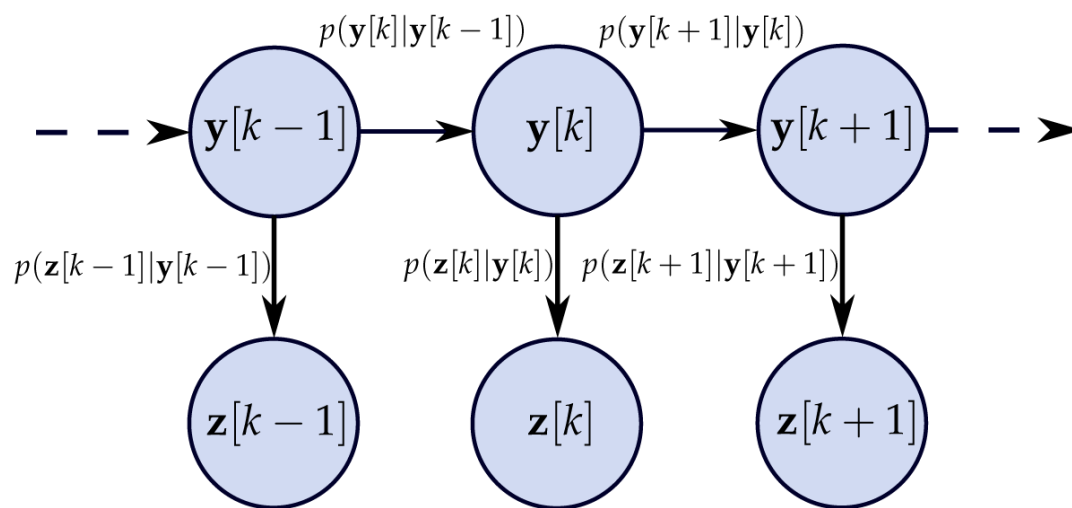 p(y[k]|y[k − 1]) p(y[k + 1]|y[k])
y[k − 1] y[k] y[k + 1]
p(z[k − 1]|y[k − 1]) p(z[k]|y[k]) p(z[k + 1]|y[k + 1])
z[k − 1] z[k] z[k + 1]